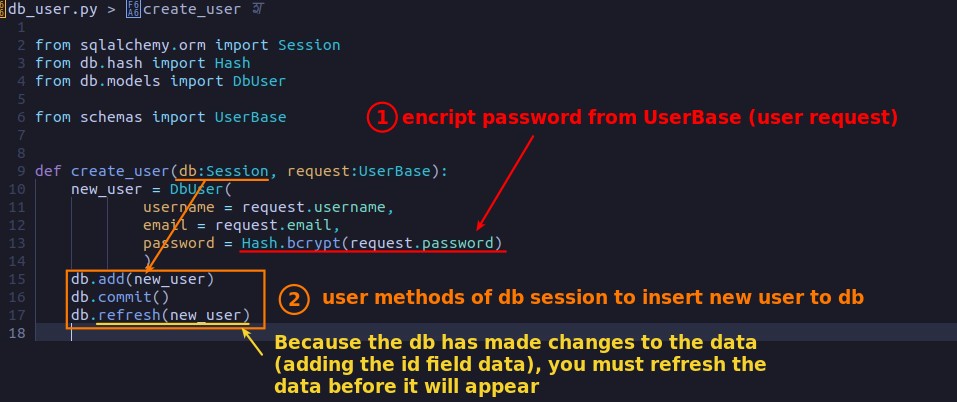 db_user.py > create_user
1
2 from sqlalchemy.orm import Session
3 from db.hash import Hash
4 from db.models import DbUser
5
6 from schemas import UserBase
7
① encript password from UserBase (user request)
8
9 def create_user(db:Session, request:UserBase):
10 new_user = DbUser(
11 username = request.username,
12 email = request.email,
13 password = Hash.bcrypt(request.password)
14 )
15 db.add(new_user)
16 db.commit()
17 db.refresh(new_user)
18
② user methods of db session to insert new user to db
Because the db has made changes to the data
(adding the id field data), you must refresh the
data before it will appear